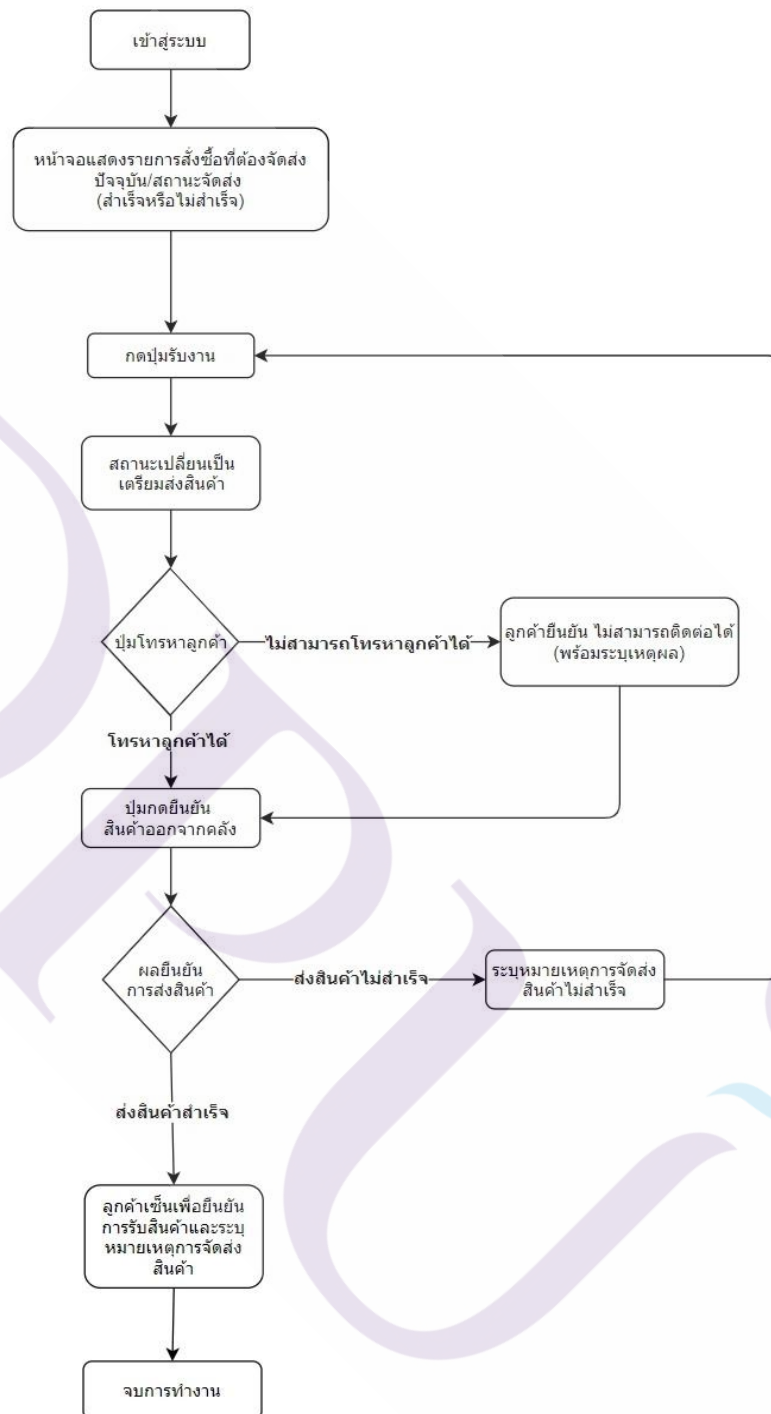 เข้าสู่ระบบ
หน้าจอแสดงรายการสั่งซื้อที่ต้องจัดส่ง
ปัจจุบัน/สถานะจัดส่ง
(สำเร็จหรือไม่สำเร็จ)
กดปุ่มรับงาน
สถานะเปลี่ยนเป็น
เตรียมส่งสินค้า
ปุ่มโทรหาลูกค้า
ไม่สามารถโทรหาลูกค้าได้
ลูกค้ายืนยัน ไม่สามารถติดต่อได้
(พร้อมระบุเหตุผล)
โทรหาลูกค้าได้
ปุ่มกดยืนยัน
สินค้าออกจากคลัง
ผลยืนยัน
การส่งสินค้า
ส่งสินค้าไม่สำเร็จ
ระบุหมายเหตุการจัดส่ง
สินค้าไม่สำเร็จ
ส่งสินค้าสำเร็จ
ลูกค้าเซ็นเพื่อยืนยัน
การรับสินค้าและระบุ
หมายเหตุการจัดส่ง
สินค้า
จบการทำงาน
DPU